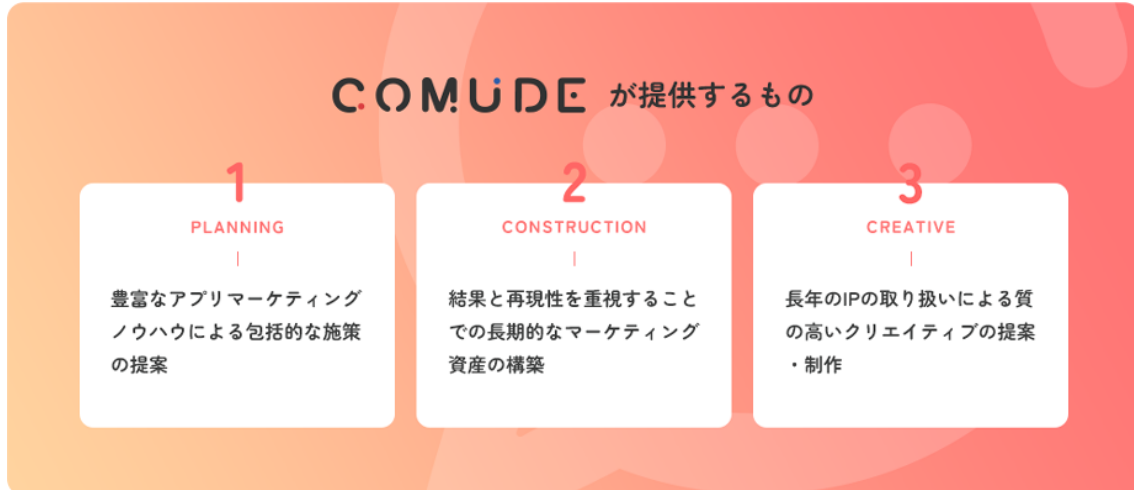 COMUDE が提供するもの
1
PLANNING
豊富なアプリマーケティング
ノウハウによる包括的な施策
の提案
2
CONSTRUCTION
結果と再現性を重視すること
での長期的なマーケティング
資産の構築
3
CREATIVE
長年のIPの取り扱いによる質
の高いクリエイティブの提案
・制作